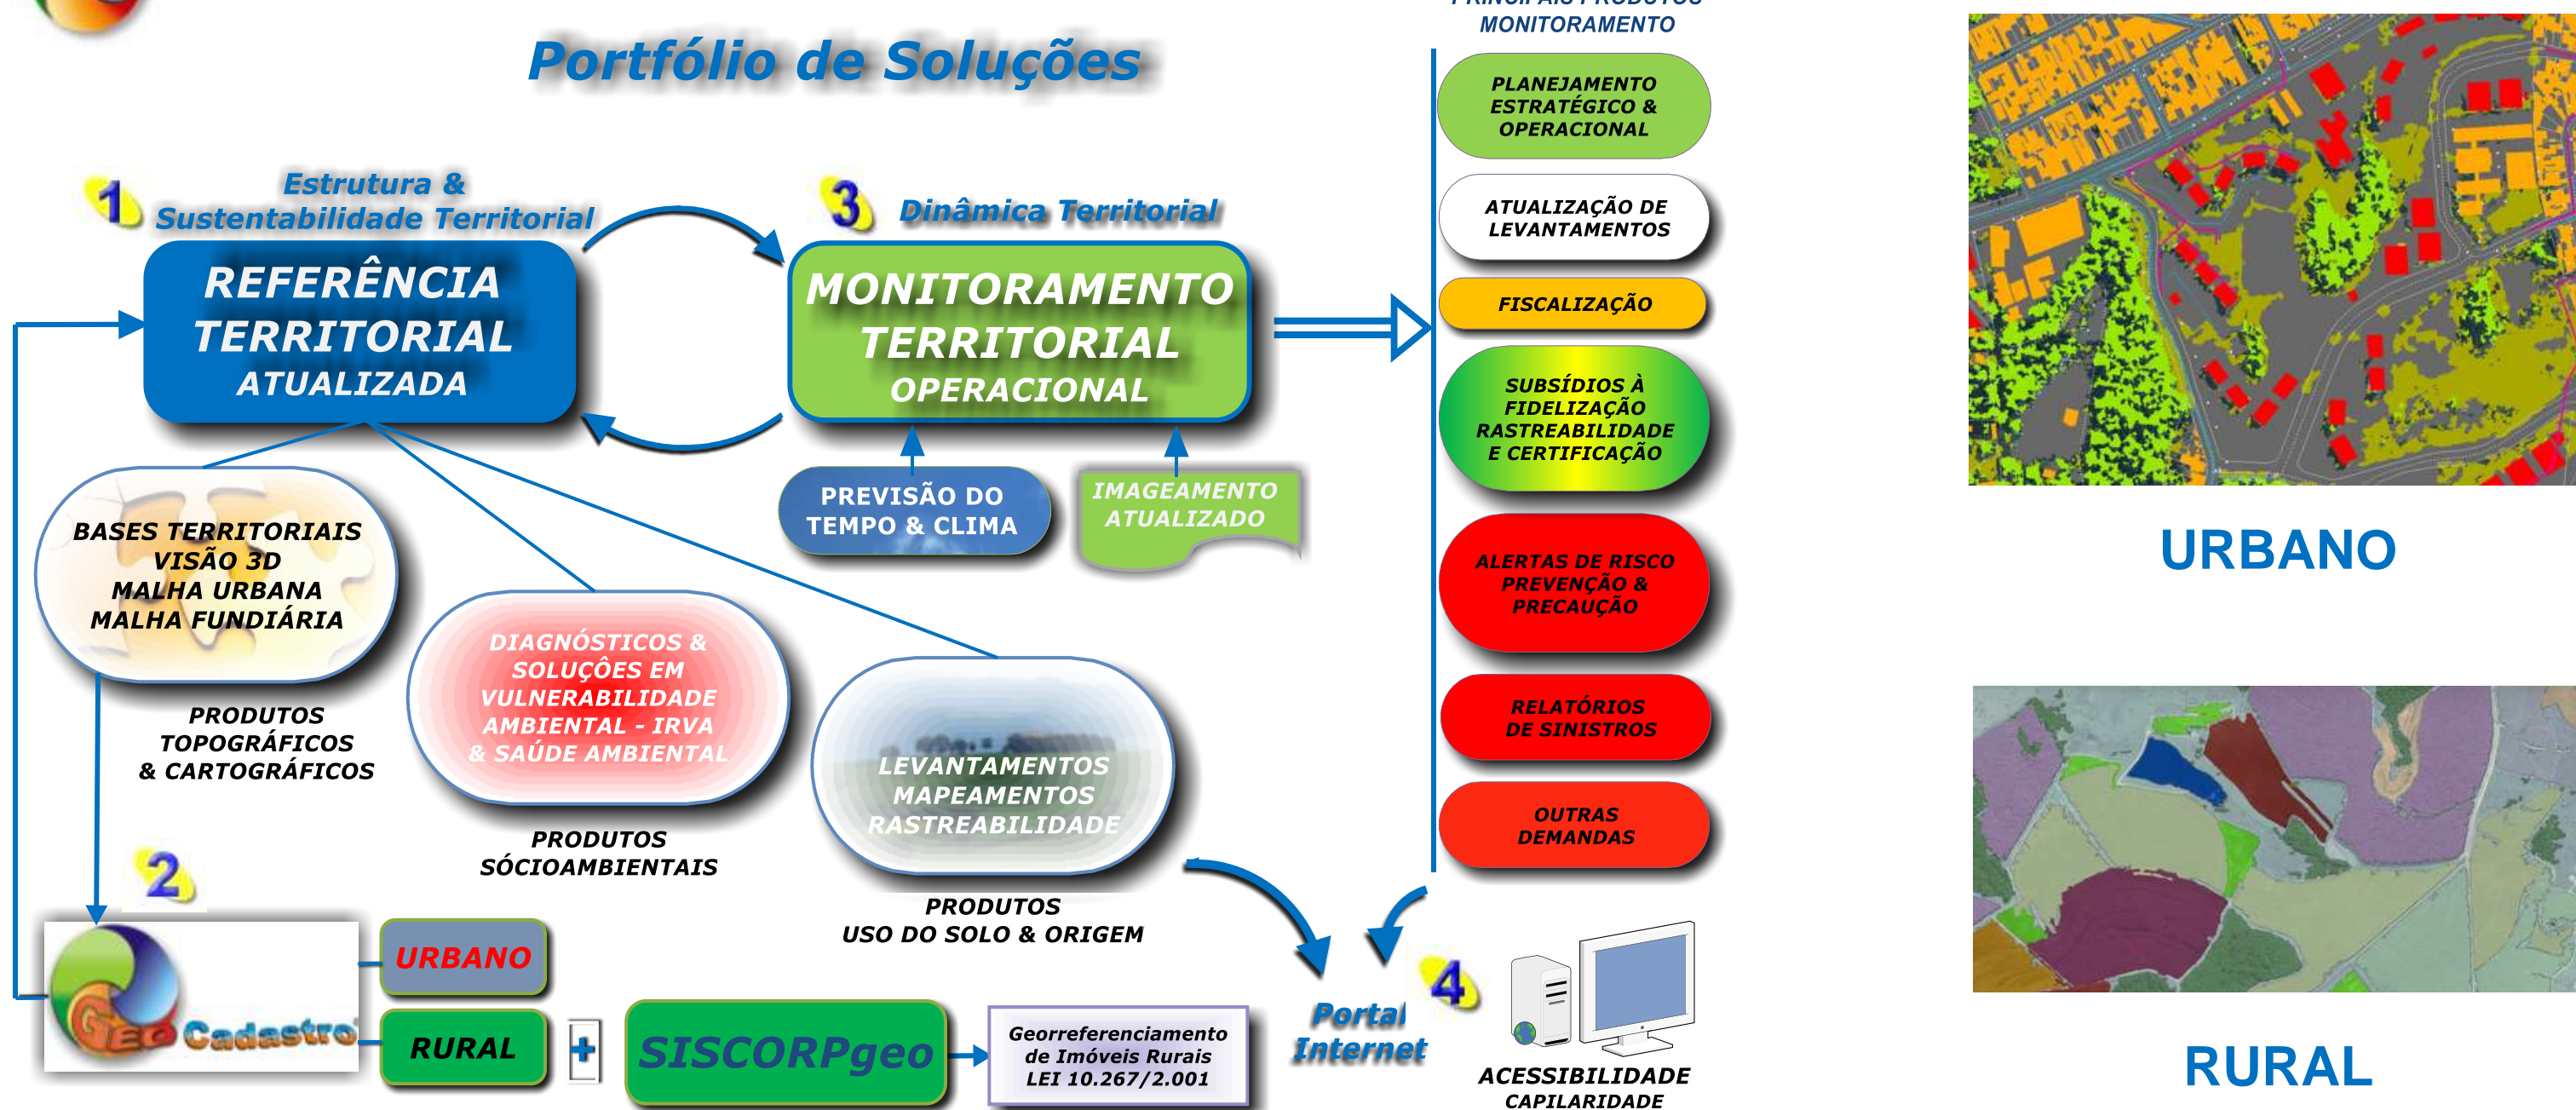 Portfólio de Soluções
PRINCIPAIS PRODUTOS
MONITORAMENTO
1
Estrutura &
Sustentabilidade Territorial
REFERÊNCIA
TERRITORIAL
ATUALIZADA
3
Dinâmica Territorial
MONITORAMENTO
TERRITORIAL
OPERACIONAL
PREVISÃO DO
TEMPO & CLIMA
IMAGEAMENTO
ATUALIZADO
BASES TERRITORIAIS
VISÃO 3D
MALHA URBANA
MALHA FUNDIÁRIA
PRODUTOS
TOPOGRÁFICOS
& CARTOGRÁFICOS
DIAGNÓSTICOS &
SOLUÇÔES EM
VULNERABILIDADE
AMBIENTAL - IRVA
& SAÚDE AMBIENTAL
PRODUTOS
SÓCIOAMBIENTAIS
LEVANTAMENTOS
MAPEAMENTOS
RASTREABILIDADE
PRODUTOS
USO DO SOLO & ORIGEM
2
GEO Cadastro
URBANO
RURAL
+
SISCORPgeo
Georreferenciamento
de Imóveis Rurais
LEI 10.267/2.001
PLANEJAMENTO
ESTRATÉGICO &
OPERACIONAL
ATUALIZAÇÃO DE
LEVANTAMENTOS
FISCALIZAÇÃO
SUBSÍDIOS À
FIDELIZAÇÃO
RASTREABILIDADE
E CERTIFICAÇÃO
ALERTAS DE RISCO
PREVENÇÃO &
PRECAUÇÃO
RELATÓRIOS
DE SINISTROS
OUTRAS
DEMANDAS
4
Portal
Internet
ACESSIBILIDADE
CAPILARIDADE
URBANO
RURAL